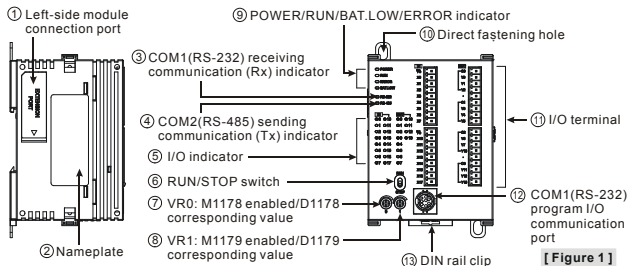 ① Left-side module
connection port
EXTENSION
PORT
② Nameplate
③ COM1(RS-232) receiving
communication (Rx) indicator
④ COM2(RS-485) sending
communication (Tx) indicator
⑤ I/O indicator
⑥ RUN/STOP switch
⑦ VR0: M1178 enabled/D1178
corresponding value
⑧ VR1: M1179 enabled/D1179
corresponding value
⑨ POWER/RUN/BAT.LOW/ERROR indicator
⑩ Direct fastening hole
⑪ I/O terminal
⑫ COM1(RS-232)
program I/O
communication
port
⑬ DIN rail clip
[ Figure 1 ]